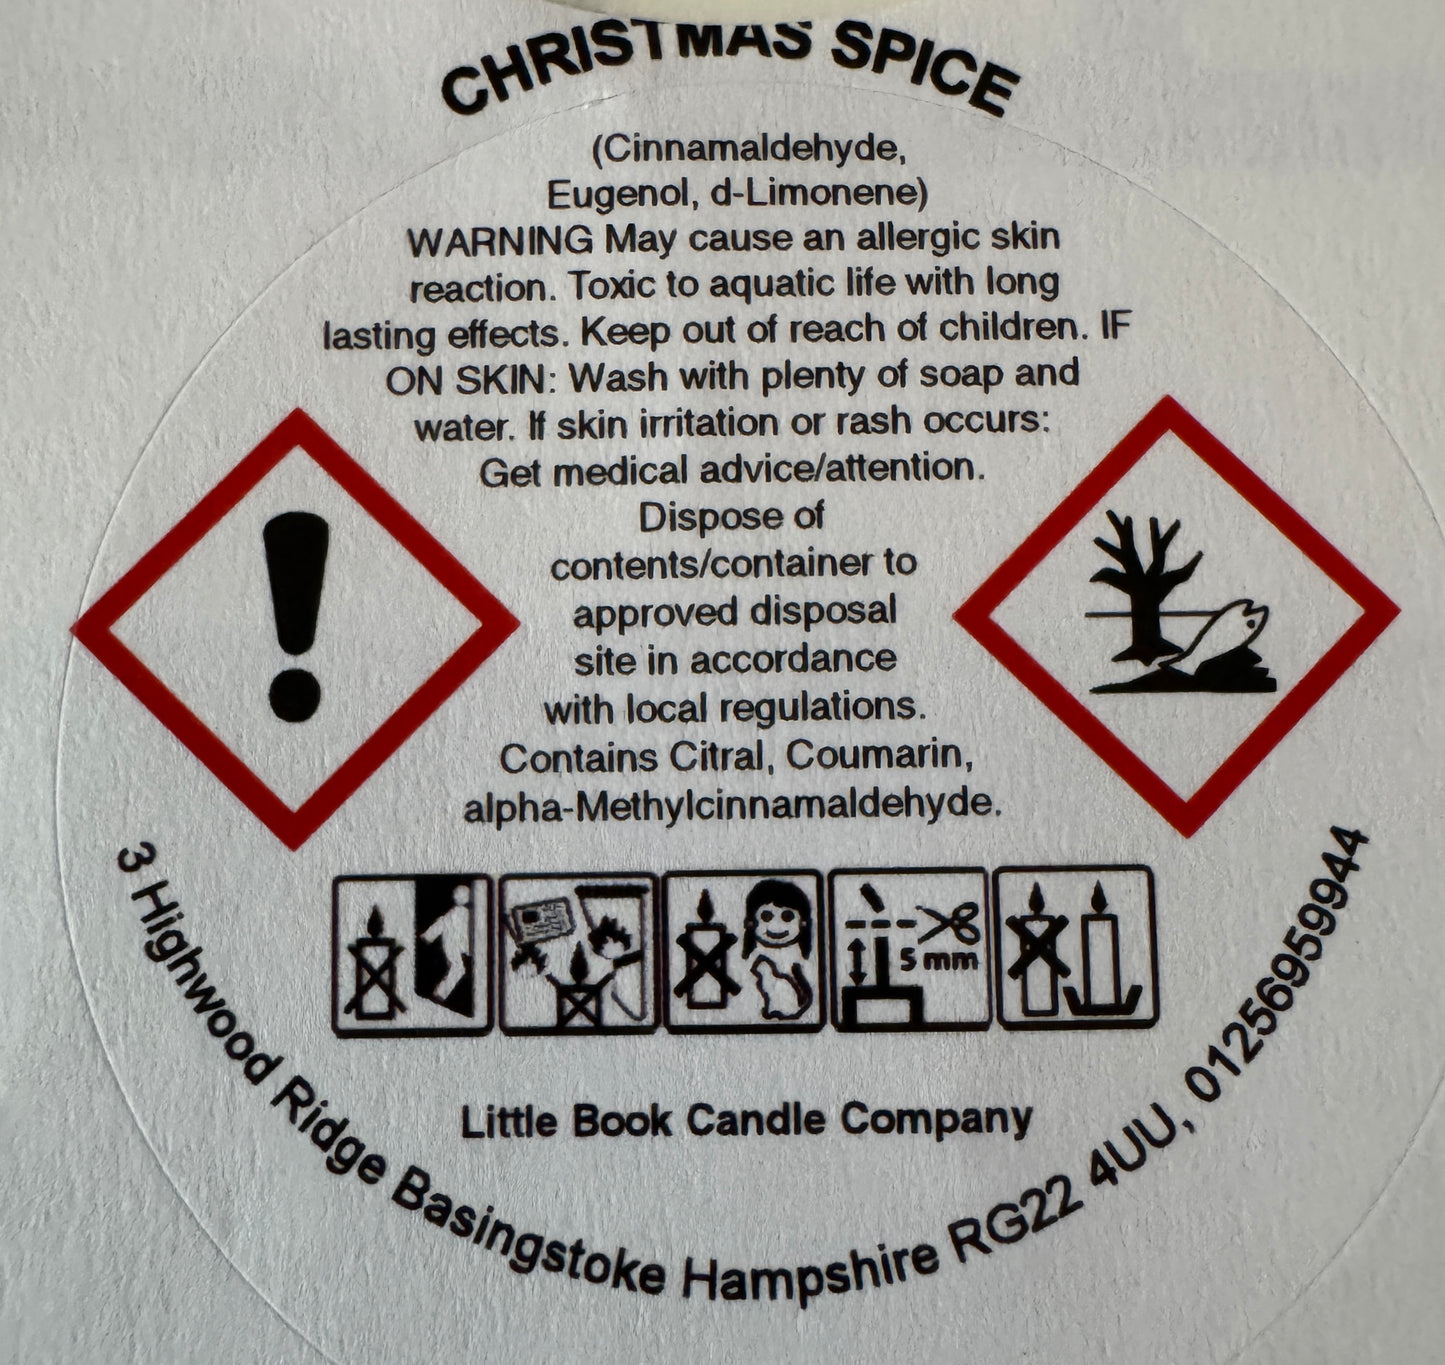 CHRISTMAS SPICE
(Cinnamaldehyde,
Eugenol, d-Limonene)
WARNING May cause an allergic skin
reaction. Toxic to aquatic life with long
lasting effects. Keep out of reach of children. IF
ON SKIN: Wash with plenty of soap and
water. If skin irritation or rash occurs:
Get medical advice/attention.
Dispose of
contents/container to
approved disposal
site in accordance
with local regulations.
Contains Citral, Coumarin,
alpha-Methylcinnamaldehyde.
5 mm
Little Book Candle Company
3 Highwood Ridge Basingstoke Hampshire RG22 4UU, 01256959944